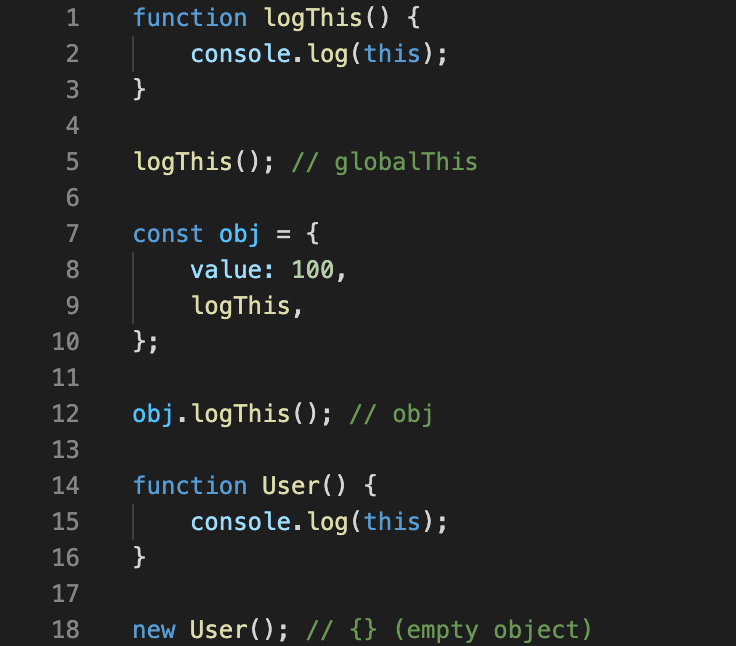 1 function logThis() {
2     console.log(this);
3 }
4
5 logThis(); // globalThis
6
7 const obj = {
8     value: 100,
9     logThis,
10 };
11
12 obj.logThis(); // obj
13
14 function User() {
15     console.log(this);
16 }
17
18 new User(); // {} (empty object)